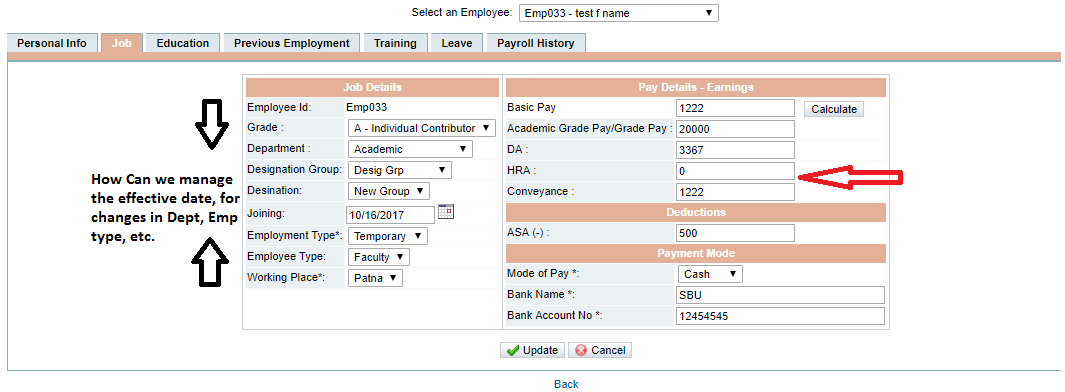 Select an Employee: Emp033 - test f name
Personal Info Job Education Previous Employment Training Leave Payroll History
Job Details
Employee Id: Emp033
Grade : A - Individual Contributor
Department : Academic
Designation Group: Desig Grp
Desination: New Group
Joining: 10/16/2017
Employment Type*: Temporary
Employee Type: Faculty
Working Place*: Patna
How Can we manage
the effective date, for
changes in Dept, Emp
type, etc.
Pay Details - Earnings
Basic Pay 1222 Calculate
Academic Grade Pay/Grade Pay : 20000
DA : 3367
HRA : 0
Conveyance : 1222
Deductions
ASA (-) : 500
Payment Mode
Mode of Pay *: Cash
Bank Name *: SBU
Bank Account No *: 12454545
Update Cancel
Back